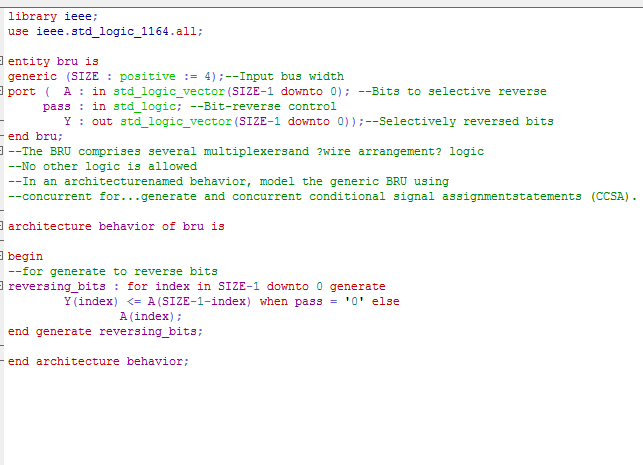 library ieee;
use ieee.std_logic_1164.all;
entity bru is
generic (SIZE : positive := 4);--Input bus width
port (  A : in std_logic_vector(SIZE-1 downto 0); --Bits to selective reverse
     pass : in std_logic; --Bit-reverse control
        Y : out std_logic_vector(SIZE-1 downto 0));--Selectively reversed bits
end bru;
--The BRU comprises several multiplexersand ?wire arrangement? logic
--No other logic is allowed
--In an architecturenamed behavior, model the generic BRU using
--concurrent for...generate and concurrent conditional signal assignmentstatements (CCSA).
architecture behavior of bru is
begin
--for generate to reverse bits
reversing_bits : for index in SIZE-1 downto 0 generate
        Y(index) <= A(SIZE-1-index) when pass = '0' else
                A(index);
end generate reversing_bits;
end architecture behavior;